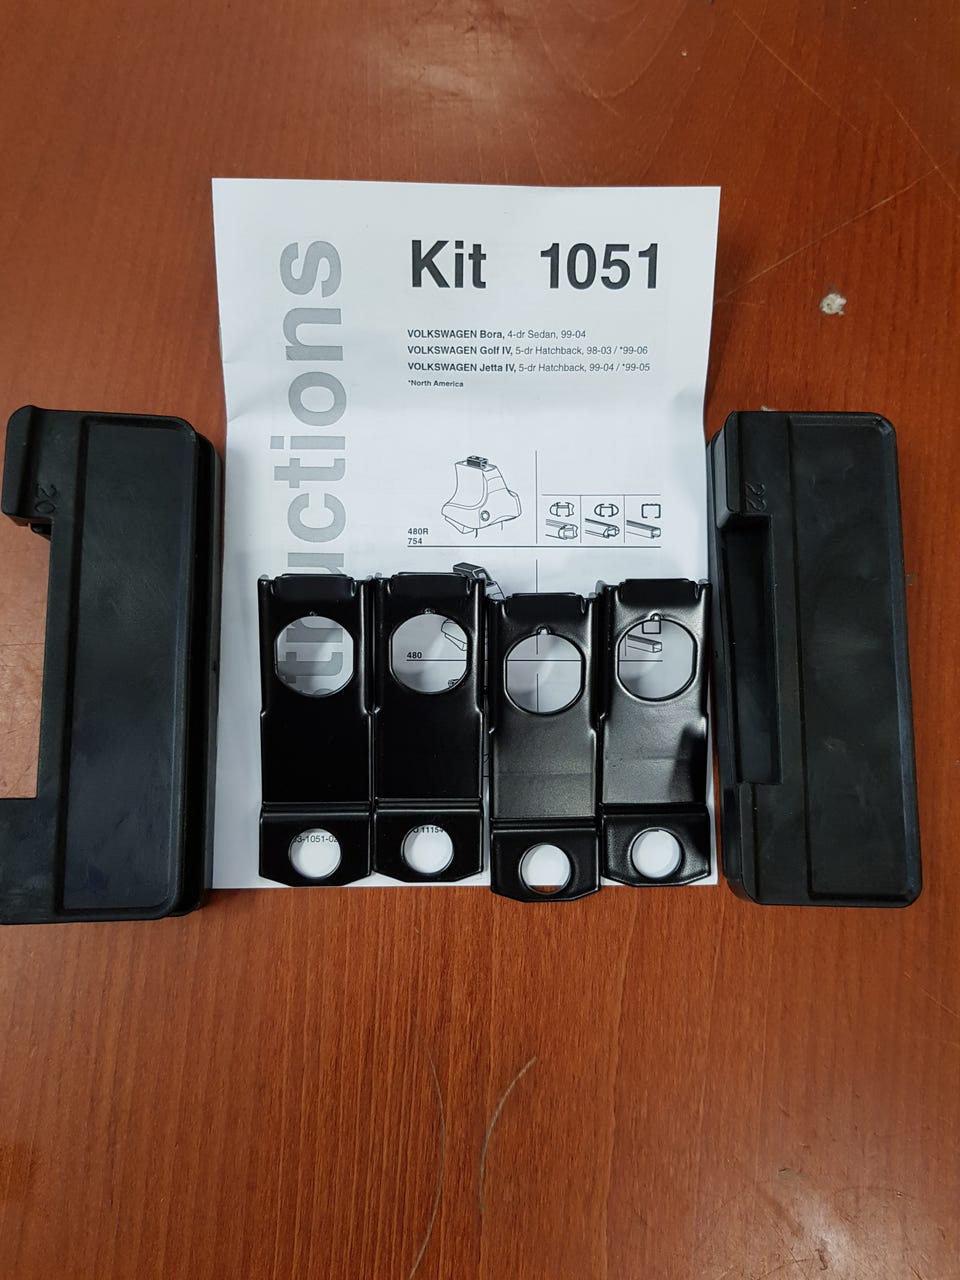 Instructions
Kit 1051
VOLKSWAGEN Bora, 4-dr Sedan, 99-04
VOLKSWAGEN Golf IV, 5-dr Hatchback, 98-03 / *99-06
VOLKSWAGEN Jetta IV, 5-dr Hatchback, 99-04 / *99-05
*North America
480R
754
480
20
22